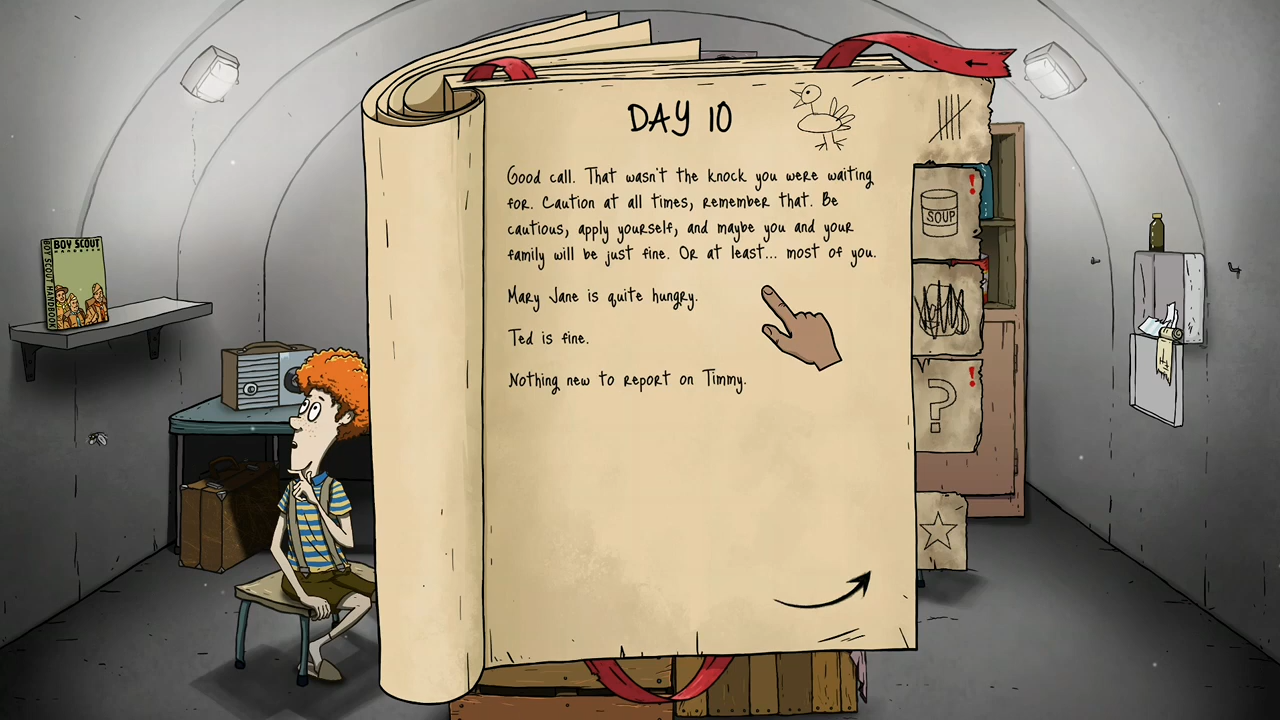 DAY 10
Good call. That wasn't the knock you were waiting
for. Caution at all times, remember that. Be
cautious, apply yourself, and maybe you and your
family will be just fine. Or at least... most of you.
Mary Jane is quite hungry.
Ted is fine.
Nothing new to report on Timmy.
SOUP
!
?
!
BOY SCOUT
HANDBOOK
BOY SCOUT HANDBOOK